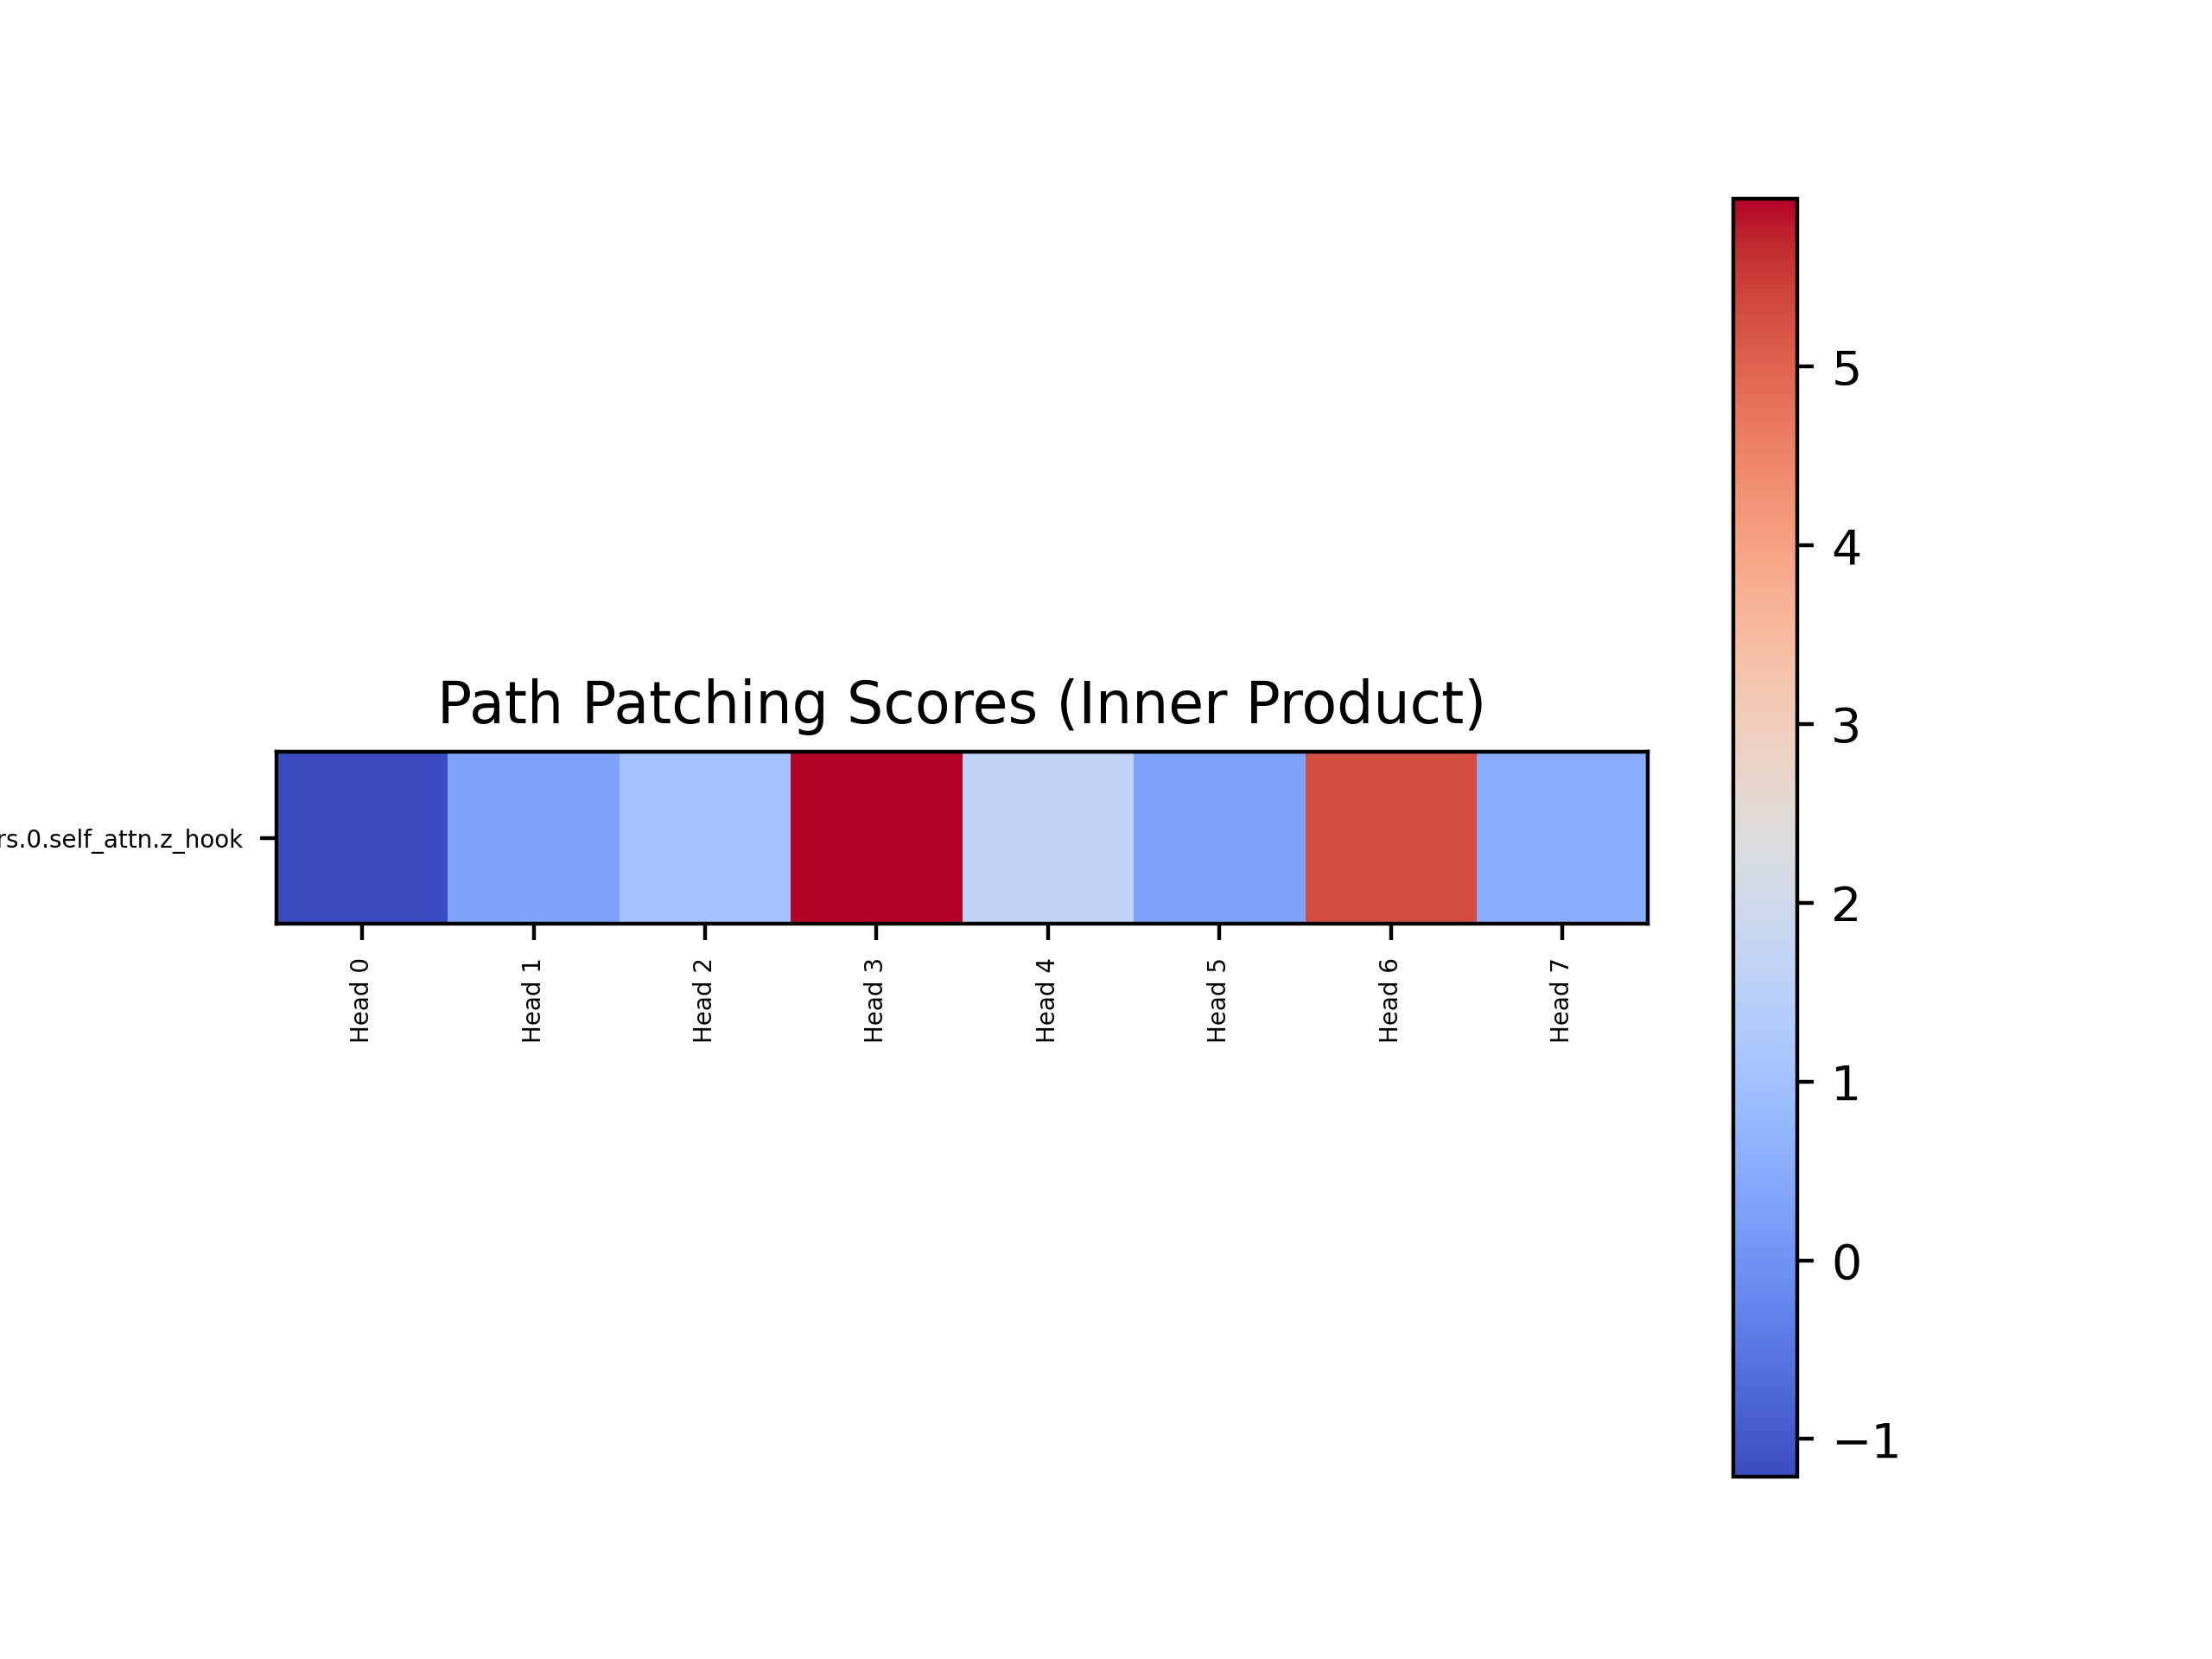 Path Patching Scores (Inner Product)
rs.0.self_attn.z_hook
Head 0
Head 1
Head 2
Head 3
Head 4
Head 5
Head 6
Head 7
5
4
3
2
1
0
−1